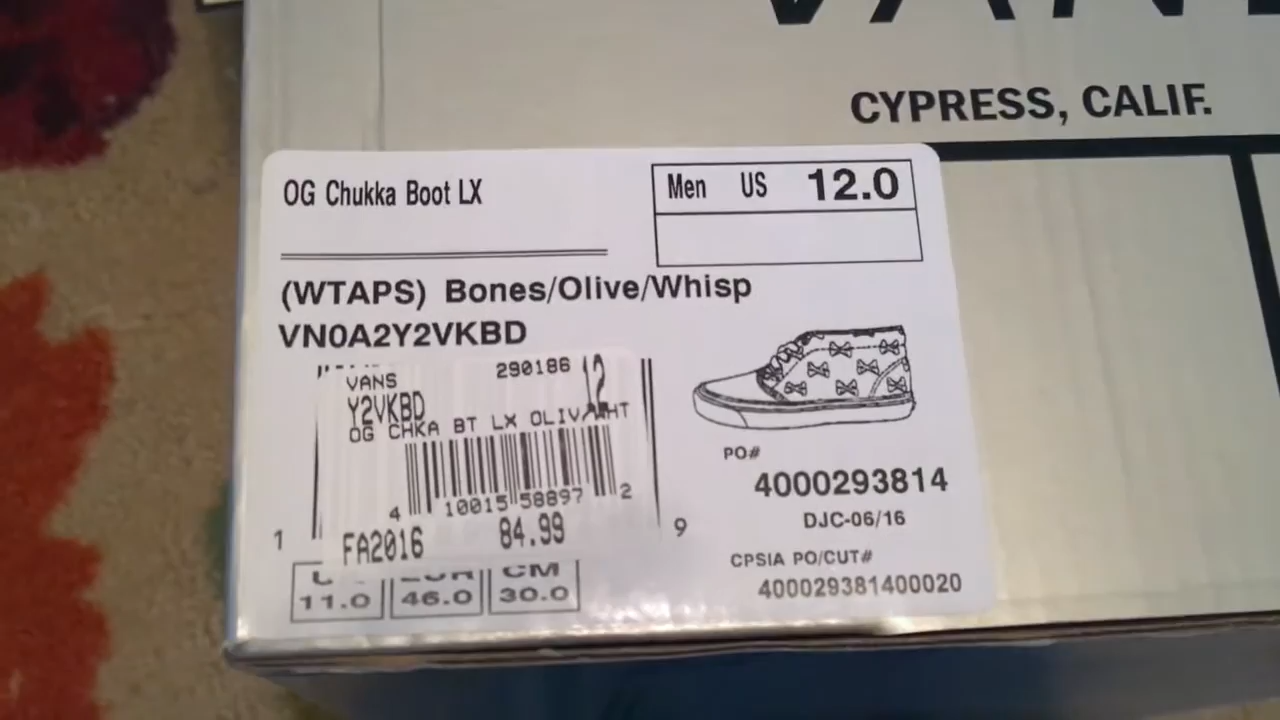 CYPRESS, CALIF.
OG Chukka Boot LX
Men US 12.0
(WTAPS) Bones/Olive/Whisp
VN0A2Y2VKBD
VANS 290186 12
Y2VKBD
OG CHKA BT LX
4 10015 58897 2
FA2016 84.99
1 9
CM
11.0 46.0 30.0
PO#
4000293814
DJC-06/16
CPSIA PO/CUT#
400029381400020